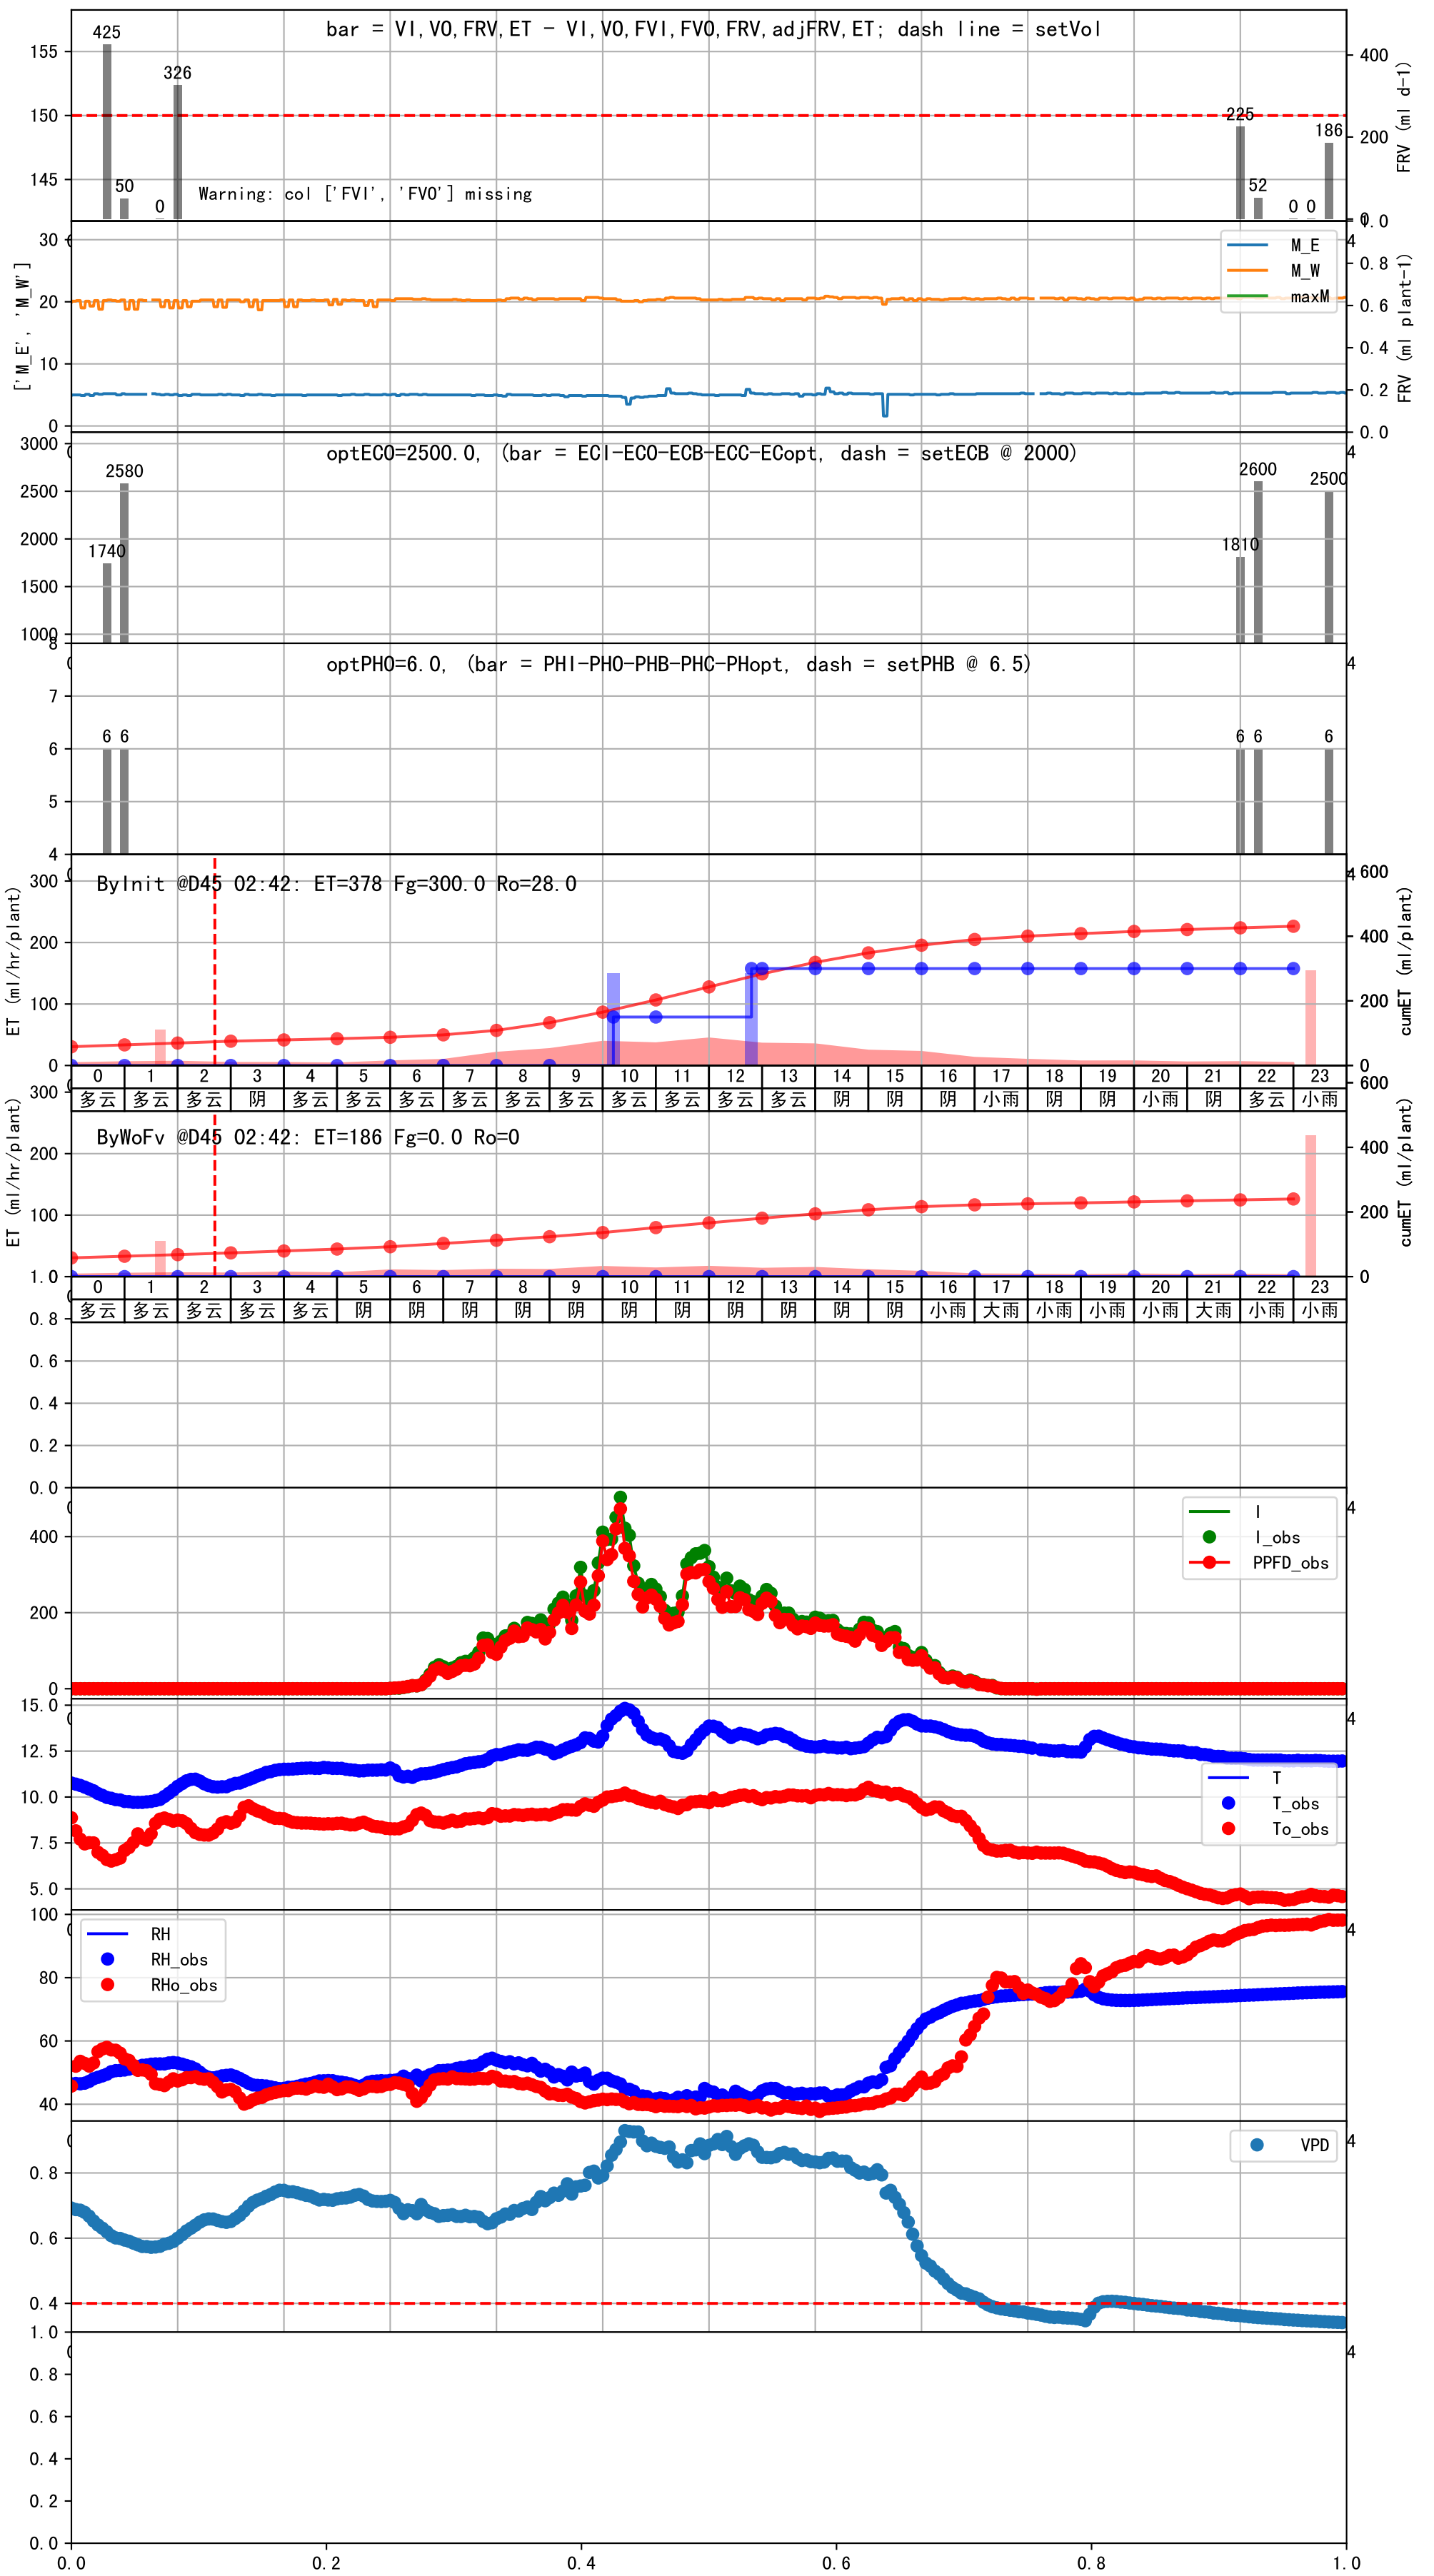 bar = VI,VO,FRV,ET - VI,VO,FVI,FVO,FRV,adjFRV,ET; dash line = setVol
425
326
50
0
225
52
0 0
186
Warning: col ['FVI', 'FVO'] missing
155
150
145
400
200
0
FRV (ml d-1)
['M_E', 'M_W']
30
20
10
0
M_E
M_W
maxM
1.0
0.8
0.6
0.4
0.2
0.0
FRV (ml plant-1)
optECO=2500.0, (bar = ECI-ECO-ECB-ECC-ECopt, dash = setECB @ 2000)
3000
2500
2000
1500
1000
1740
2580
1810
2600
2500
optPHO=6.0, (bar = PHI-PHO-PHB-PHC-PHopt, dash = setPHB @ 6.5)
8
7
6
5
4
6 6
6 6
6
ByInit @D45 02:42: ET=378 Fg=300.0 Ro=28.0
ET (ml/hr/plant)
300
200
100
0
600
400
200
0
cumET (ml/plant)
0 1 2 3 4 5 6 7 8 9 10 11 12 13 14 15 16 17 18 19 20 21 22 23
多云 多云 多云 阴 多云 多云 多云 多云 多云 多云 多云 多云 多云 多云 阴 阴 阴 小雨 阴 阴 小雨 阴 多云 小雨
ByWoFv @D45 02:42: ET=186 Fg=0.0 Ro=0
ET (ml/hr/plant)
300
200
100
600
400
200
0
cumET (ml/plant)
0 1 2 3 4 5 6 7 8 9 10 11 12 13 14 15 16 17 18 19 20 21 22 23
多云 多云 多云 多云 多云 阴 阴 阴 阴 阴 阴 阴 阴 阴 阴 阴 小雨 大雨 小雨 小雨 小雨 大雨 小雨 小雨
1.0
0.8
0.6
0.4
0.2
0.0
400
200
0
I
I_obs
PPFD_obs
15.0
12.5
10.0
7.5
5.0
T
T_obs
To_obs
100
80
60
40
RH
RH_obs
RHo_obs
0.8
0.6
0.4
VPD
1.0
0.8
0.6
0.4
0.2
0.0
0.0 0.2 0.4 0.6 0.8 1.0